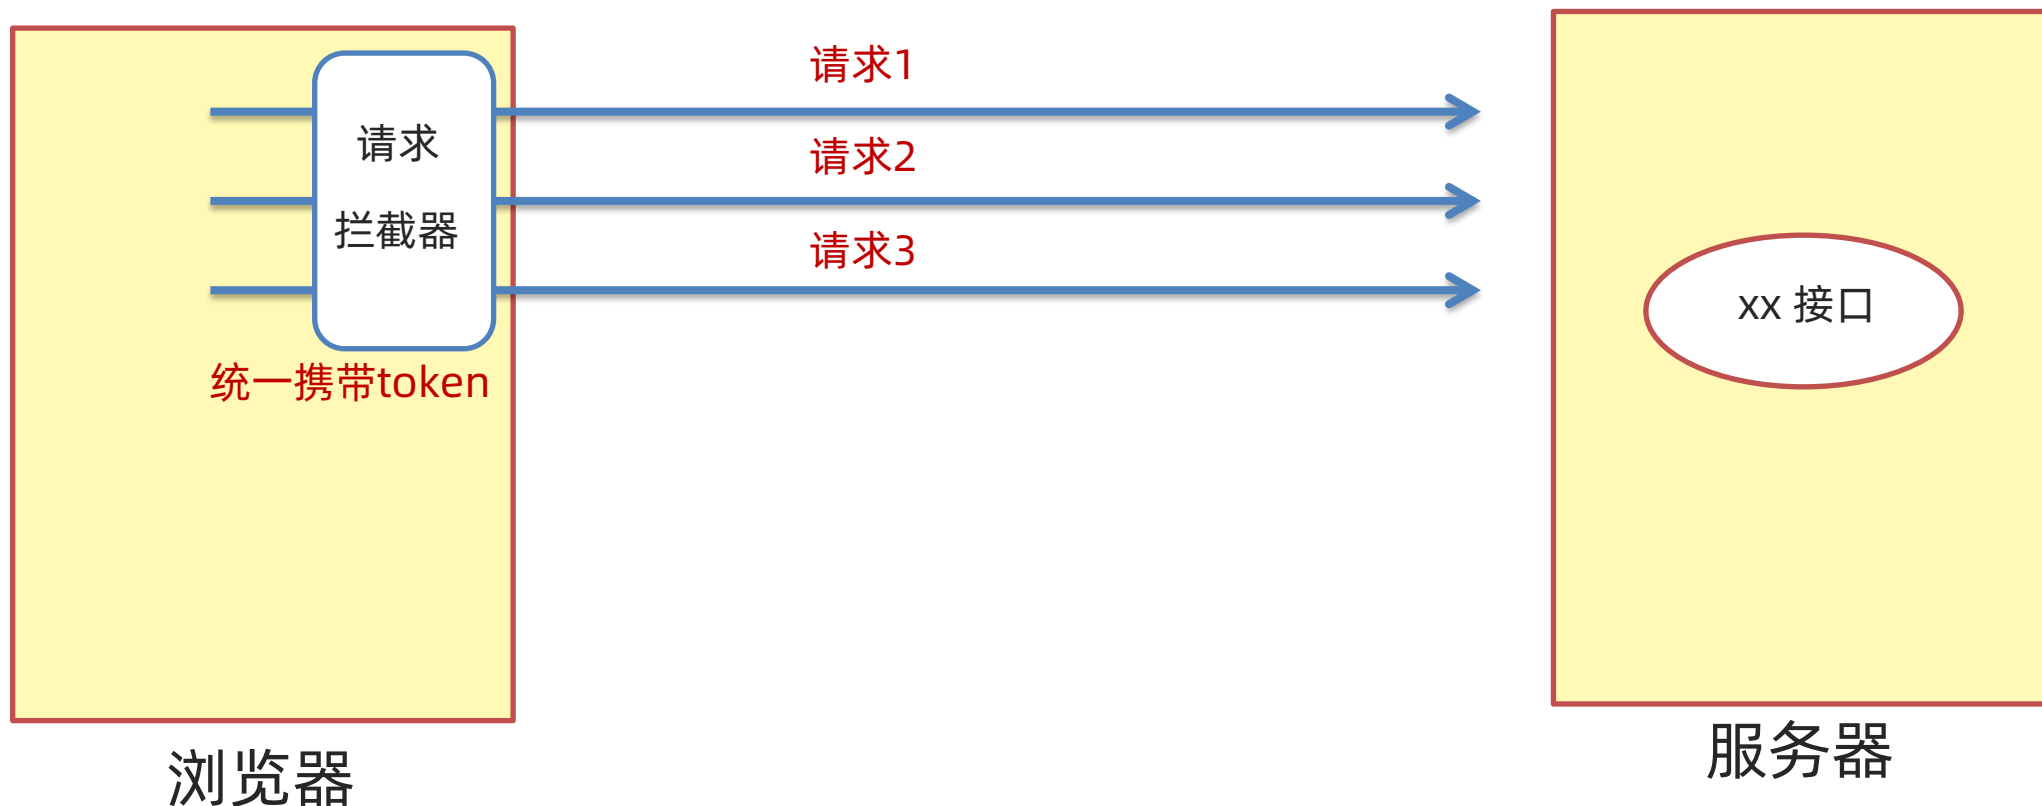 请求1
请求
拦截器
请求2
请求3
统一携带token
xx 接口
浏览器
服务器